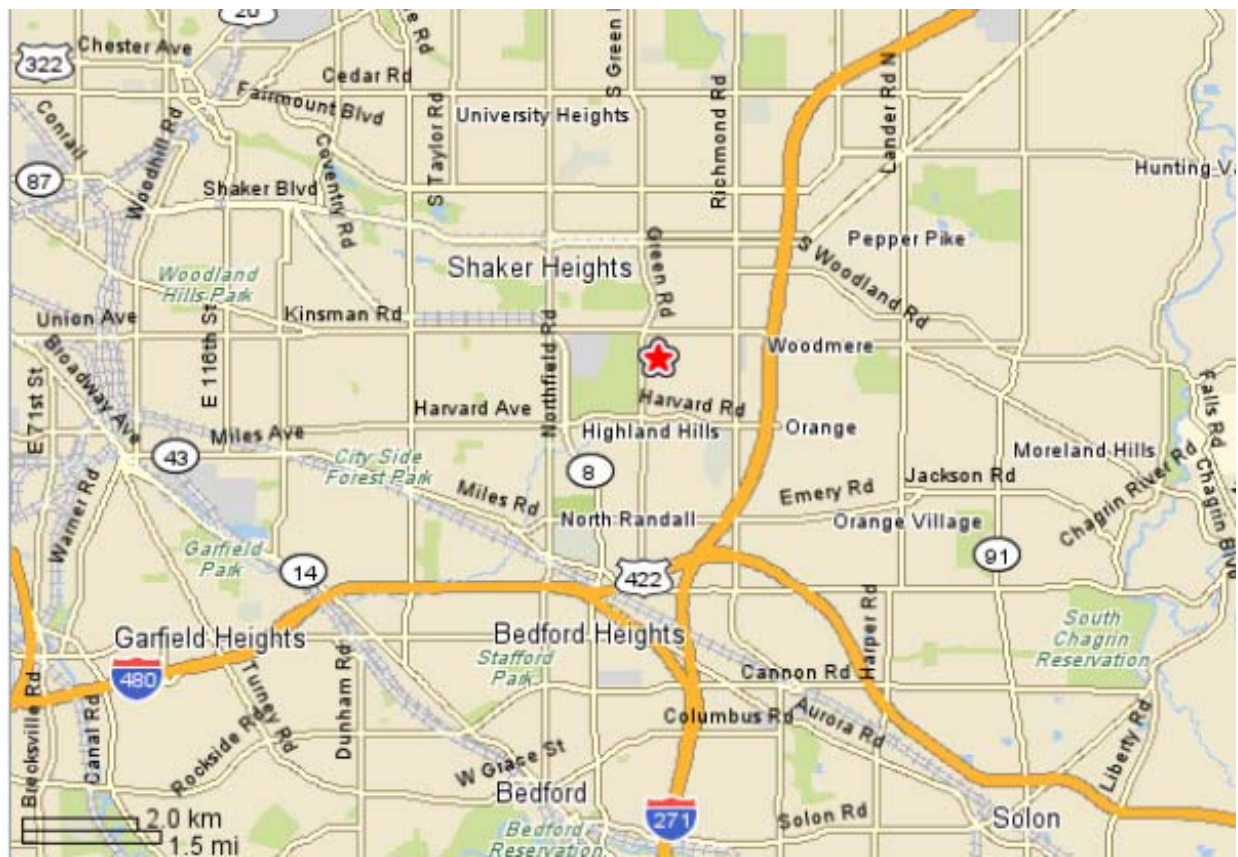 20
Chester Ave
322
Cedar Rd
Fairmount Blvd
S Green
S Taylor Rd
University Heights
Richmond Rd
Lander Rd N
Conrail
Woodhill Rd
Coventry Rd
Hunting Va
87
Shaker Blvd
Green Rd
Pepper Pike
S Woodland Rd
Shaker Heights
Woodland
Hills Park
Kinsman Rd
Union Ave
E 116th St
Northfield Rd
Woodmere
Broadway Ave
E 71st St
Harvard Ave
Harvard Rd
Falls Rd
Miles Ave
Highland Hills
Orange
43
City Side
Forest Park
8
Moreland Hills
Jackson Rd
Chagrin River Rd
Chagrin Blvd
Warner Rd
Miles Rd
Emery Rd
North Randall
Orange Village
Garfield
Park
14
422
91
Harper Rd
Garfield Heights
Bedford Heights
South
Chagrin
Reservation
480
Stafford
Park
Cannon Rd
Turney Rd
Dunham Rd
Columbus Rd
Aurora Rd
Brecksville Rd
Canal Rd
Rockside Rd
Liberty Rd
W Grace St
Bedford
2.0 km
1.5 mi
Bedford
Reservation
271
Solon Rd
Solon